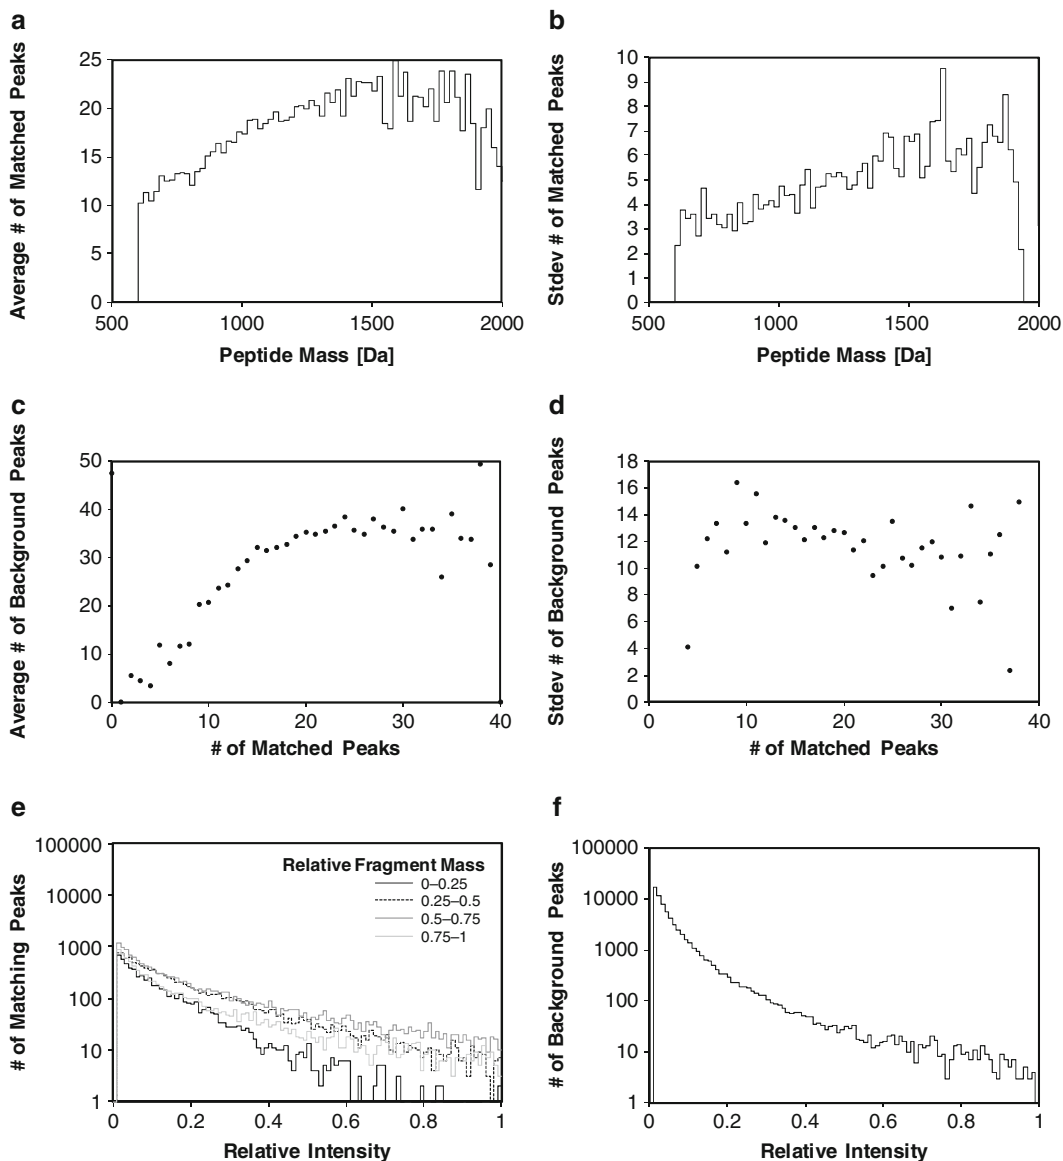 a
Average # of Matched Peaks
25
20
15
10
5
0
500 1000 1500 2000
Peptide Mass [Da]
b
Stdev # of Matched Peaks
10
9
8
7
6
5
4
3
2
1
0
500 1000 1500 2000
Peptide Mass [Da]
c
Average # of Background Peaks
50
40
30
20
10
0
0 10 20 30 40
# of Matched Peaks
d
Stdev # of Background Peaks
18
16
14
12
10
8
6
4
2
0
0 10 20 30 40
# of Matched Peaks
e
# of Matching Peaks
100000
10000
1000
100
10
1
Relative Fragment Mass
0–0.25
0.25–0.5
0.5–0.75
0.75–1
0 0.2 0.4 0.6 0.8 1
Relative Intensity
f
# of Background Peaks
100000
10000
1000
100
10
1
0 0.2 0.4 0.6 0.8 1
Relative Intensity